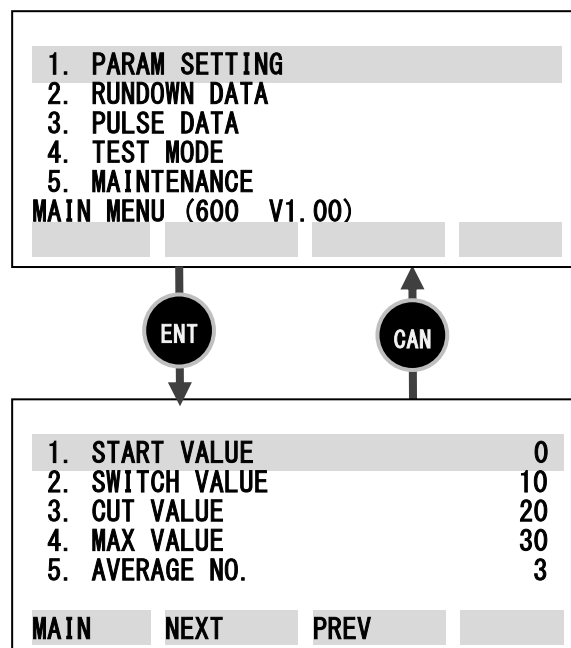 1. PARAM SETTING
2. RUNDOWN DATA
3. PULSE DATA
4. TEST MODE
5. MAINTENANCE
MAIN MENU (600 V1.00)
ENT
CAN
1. START VALUE 0
2. SWITCH VALUE 10
3. CUT VALUE 20
4. MAX VALUE 30
5. AVERAGE NO. 3
MAIN NEXT PREV